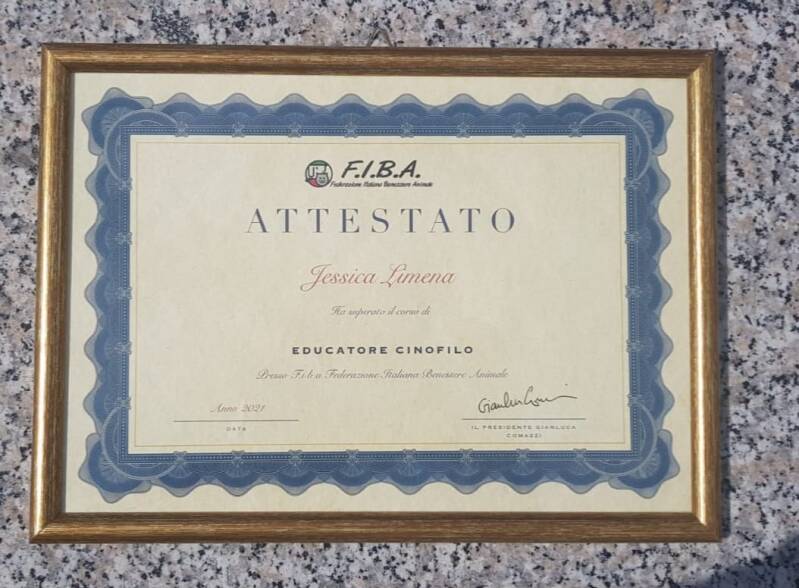 F.I.B.A.
Federazione Italiana Benessere Animale
ATTESTATO
Jessica Limena
Ha superato il corso di
EDUCATORE CINOFILO
Presso F.i.b.a Federazione Italiana Benessere Animale
Anno 2021
DATA
IL PRESIDENTE GIANLUCA
COMAZZI